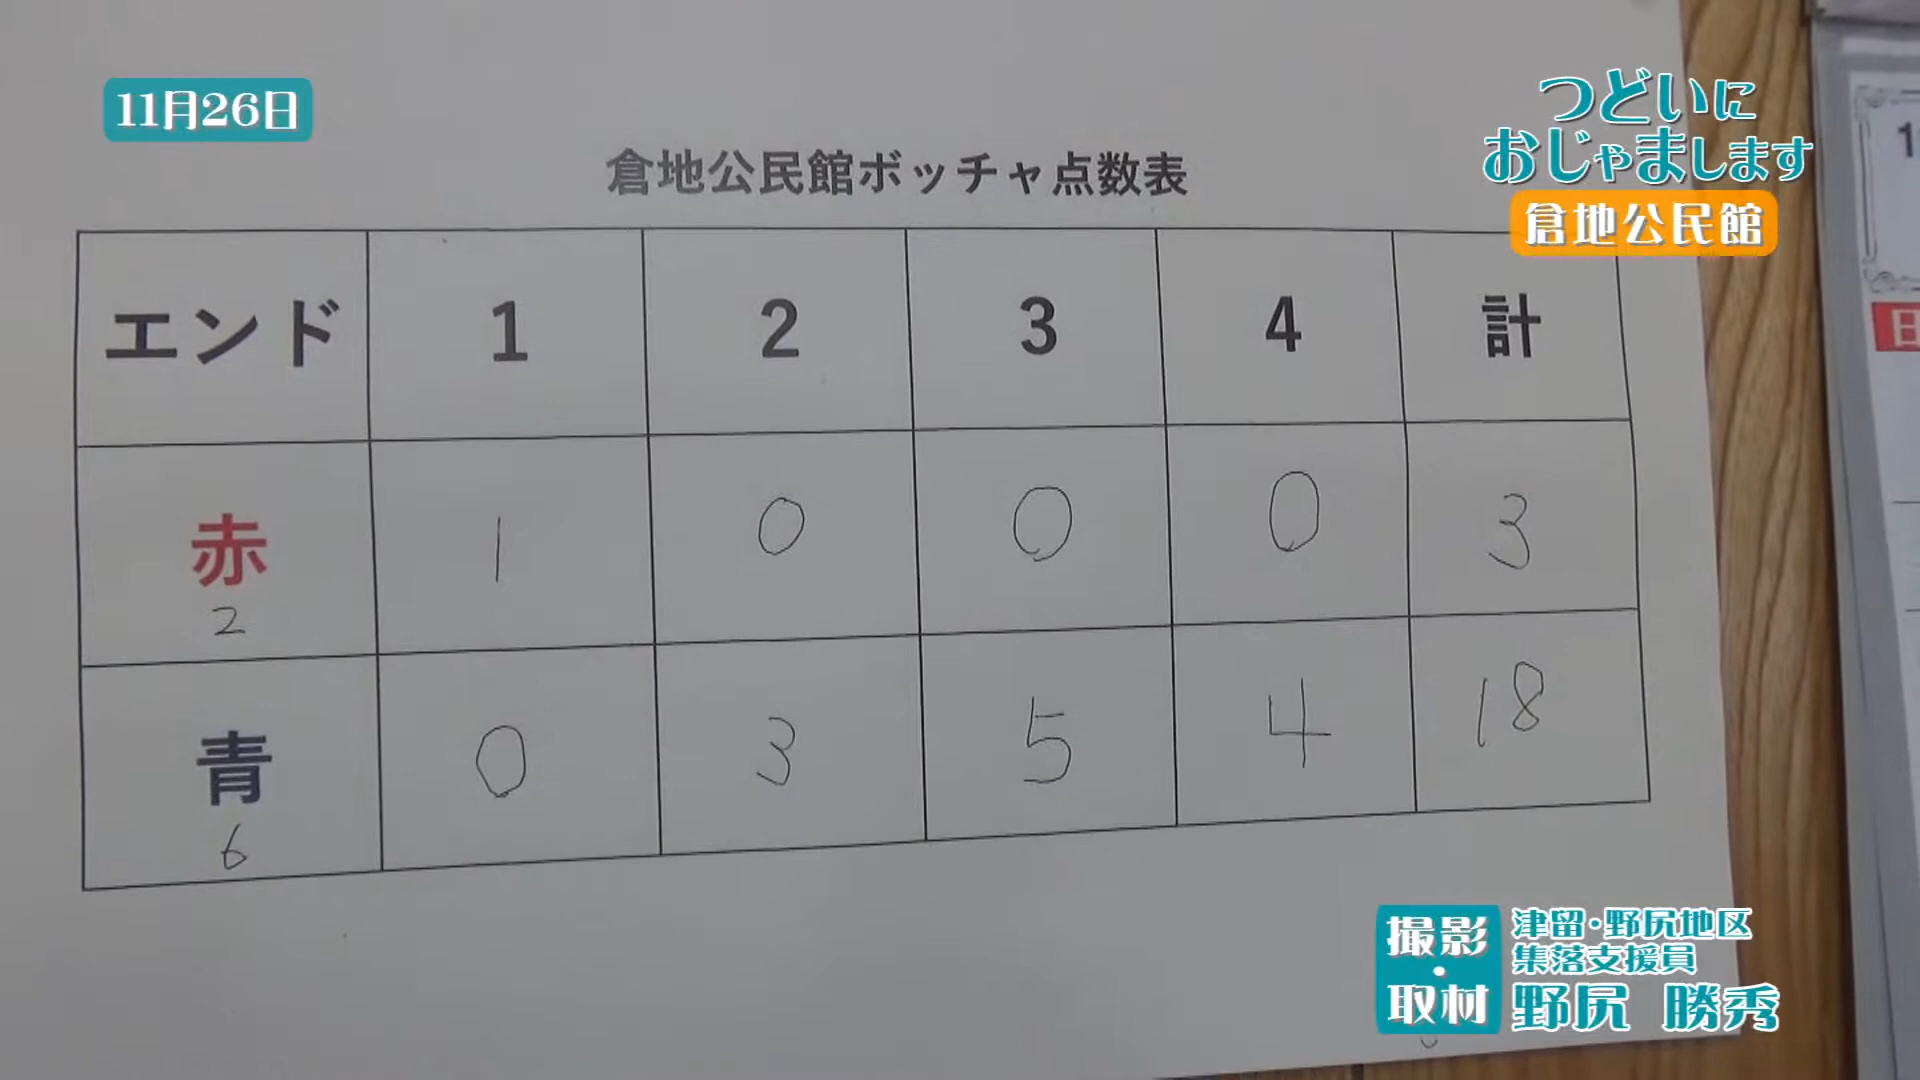 11月26日
つどいに
おじゃまします
倉地公民館
倉地公民館ボッチャ点数表
エンド 1 2 3 4 計
赤 1 0 0 0 3
2
青 0 3 5 4 18
6
日
撮影・取材
津留・野尻地区
集落支援員
野尻 勝秀